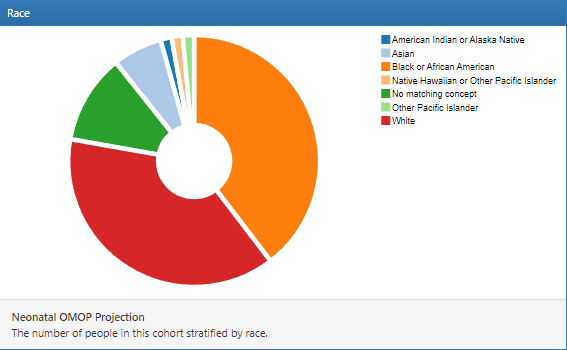 Race
American Indian or Alaska Native
Asian
Black or African American
Native Hawaiian or Other Pacific Islander
No matching concept
Other Pacific Islander
White
Neonatal OMOP Projection
The number of people in this cohort stratified by race.